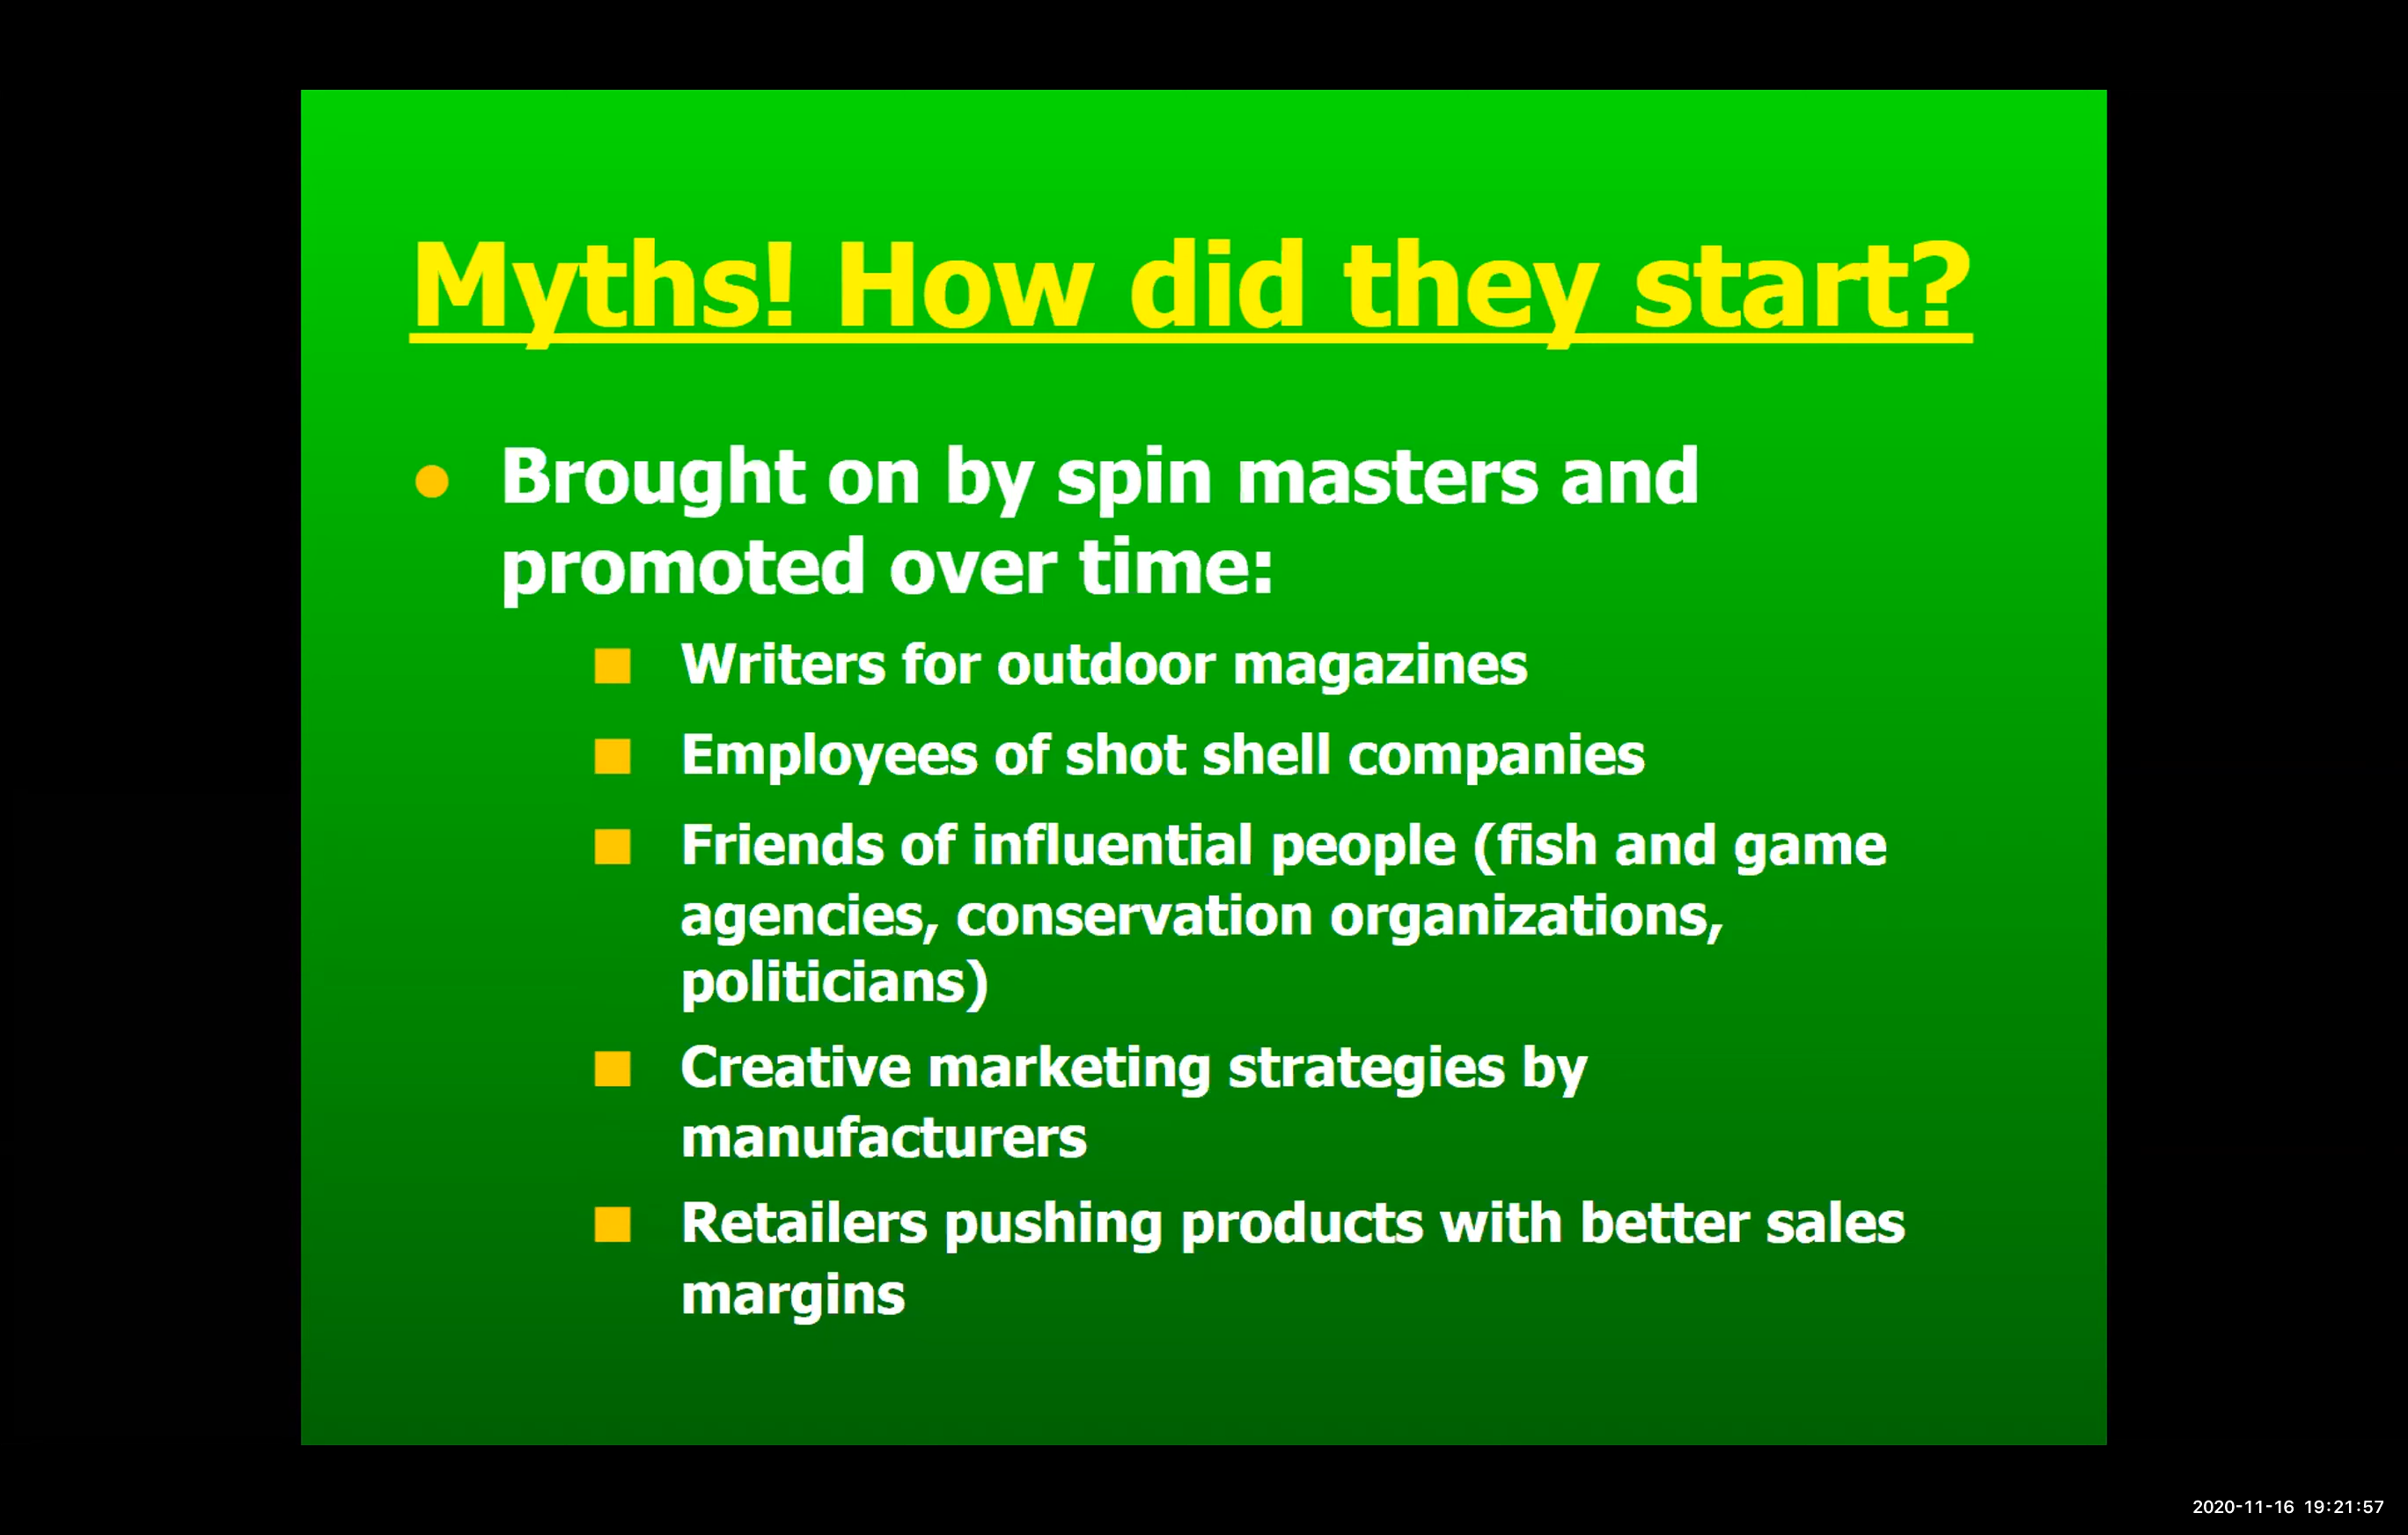 Myths! How did they start?
Brought on by spin masters and
promoted over time:
Writers for outdoor magazines
Employees of shot shell companies
Friends of influential people (fish and game
agencies, conservation organizations,
politicians)
Creative marketing strategies by
manufacturers
Retailers pushing products with better sales
margins
2020-11-16 19:21:57